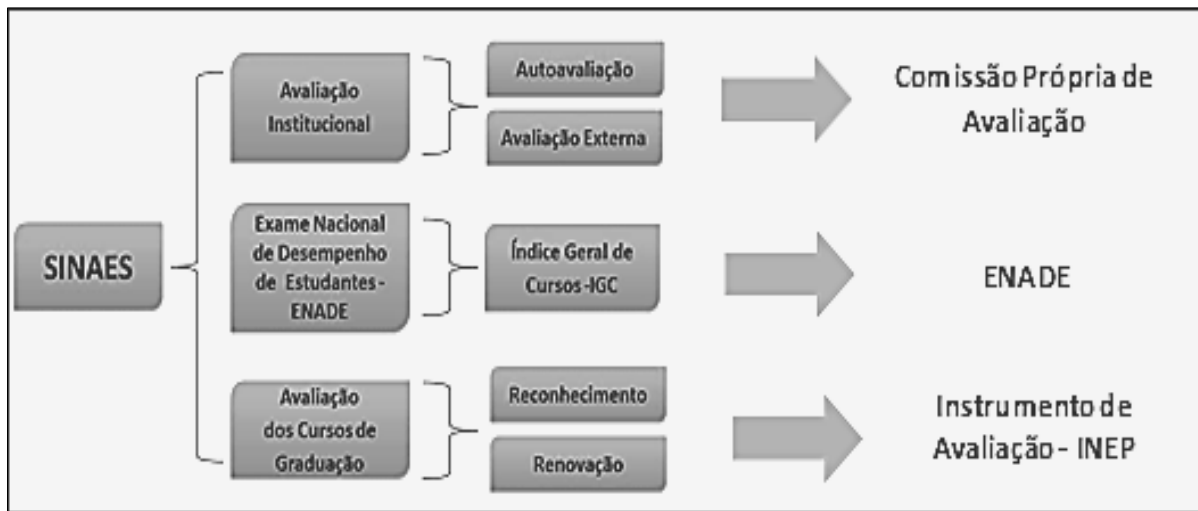 SINAES
Avaliação
Institucional
Autoavaliação
Avaliação Externa
Comissão Própria de
Avaliação
Exame Nacional
de Desempenho
de Estudantes-
ENADE
Índice Geral de
Cursos-IGC
ENADE
Avaliação
dos Cursos de
Graduação
Reconhecimento
Renovação
Instrumento de
Avaliação - INEP